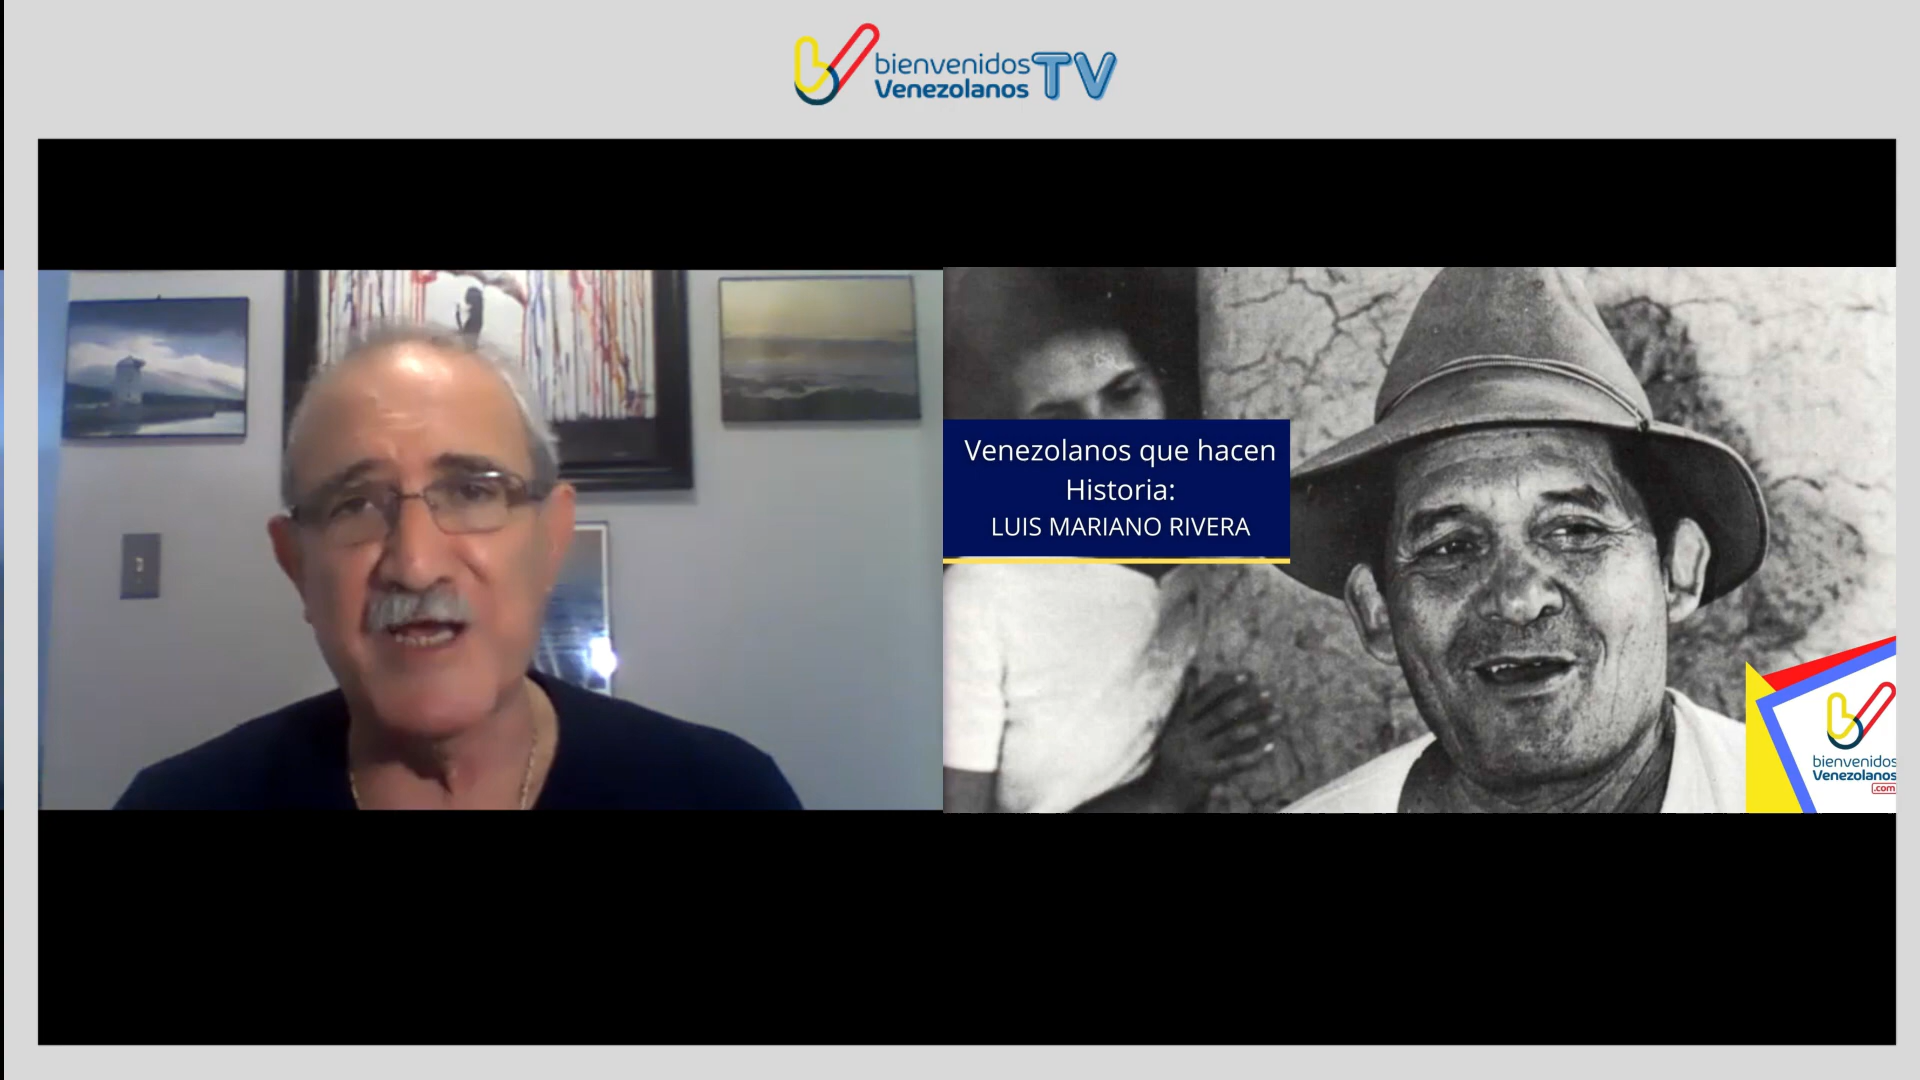 bienvenidos
Venezolanos TV
Venezolanos que hacen
Historia:
LUIS MARIANO RIVERA
bienvenidos
Venezolanos
.com